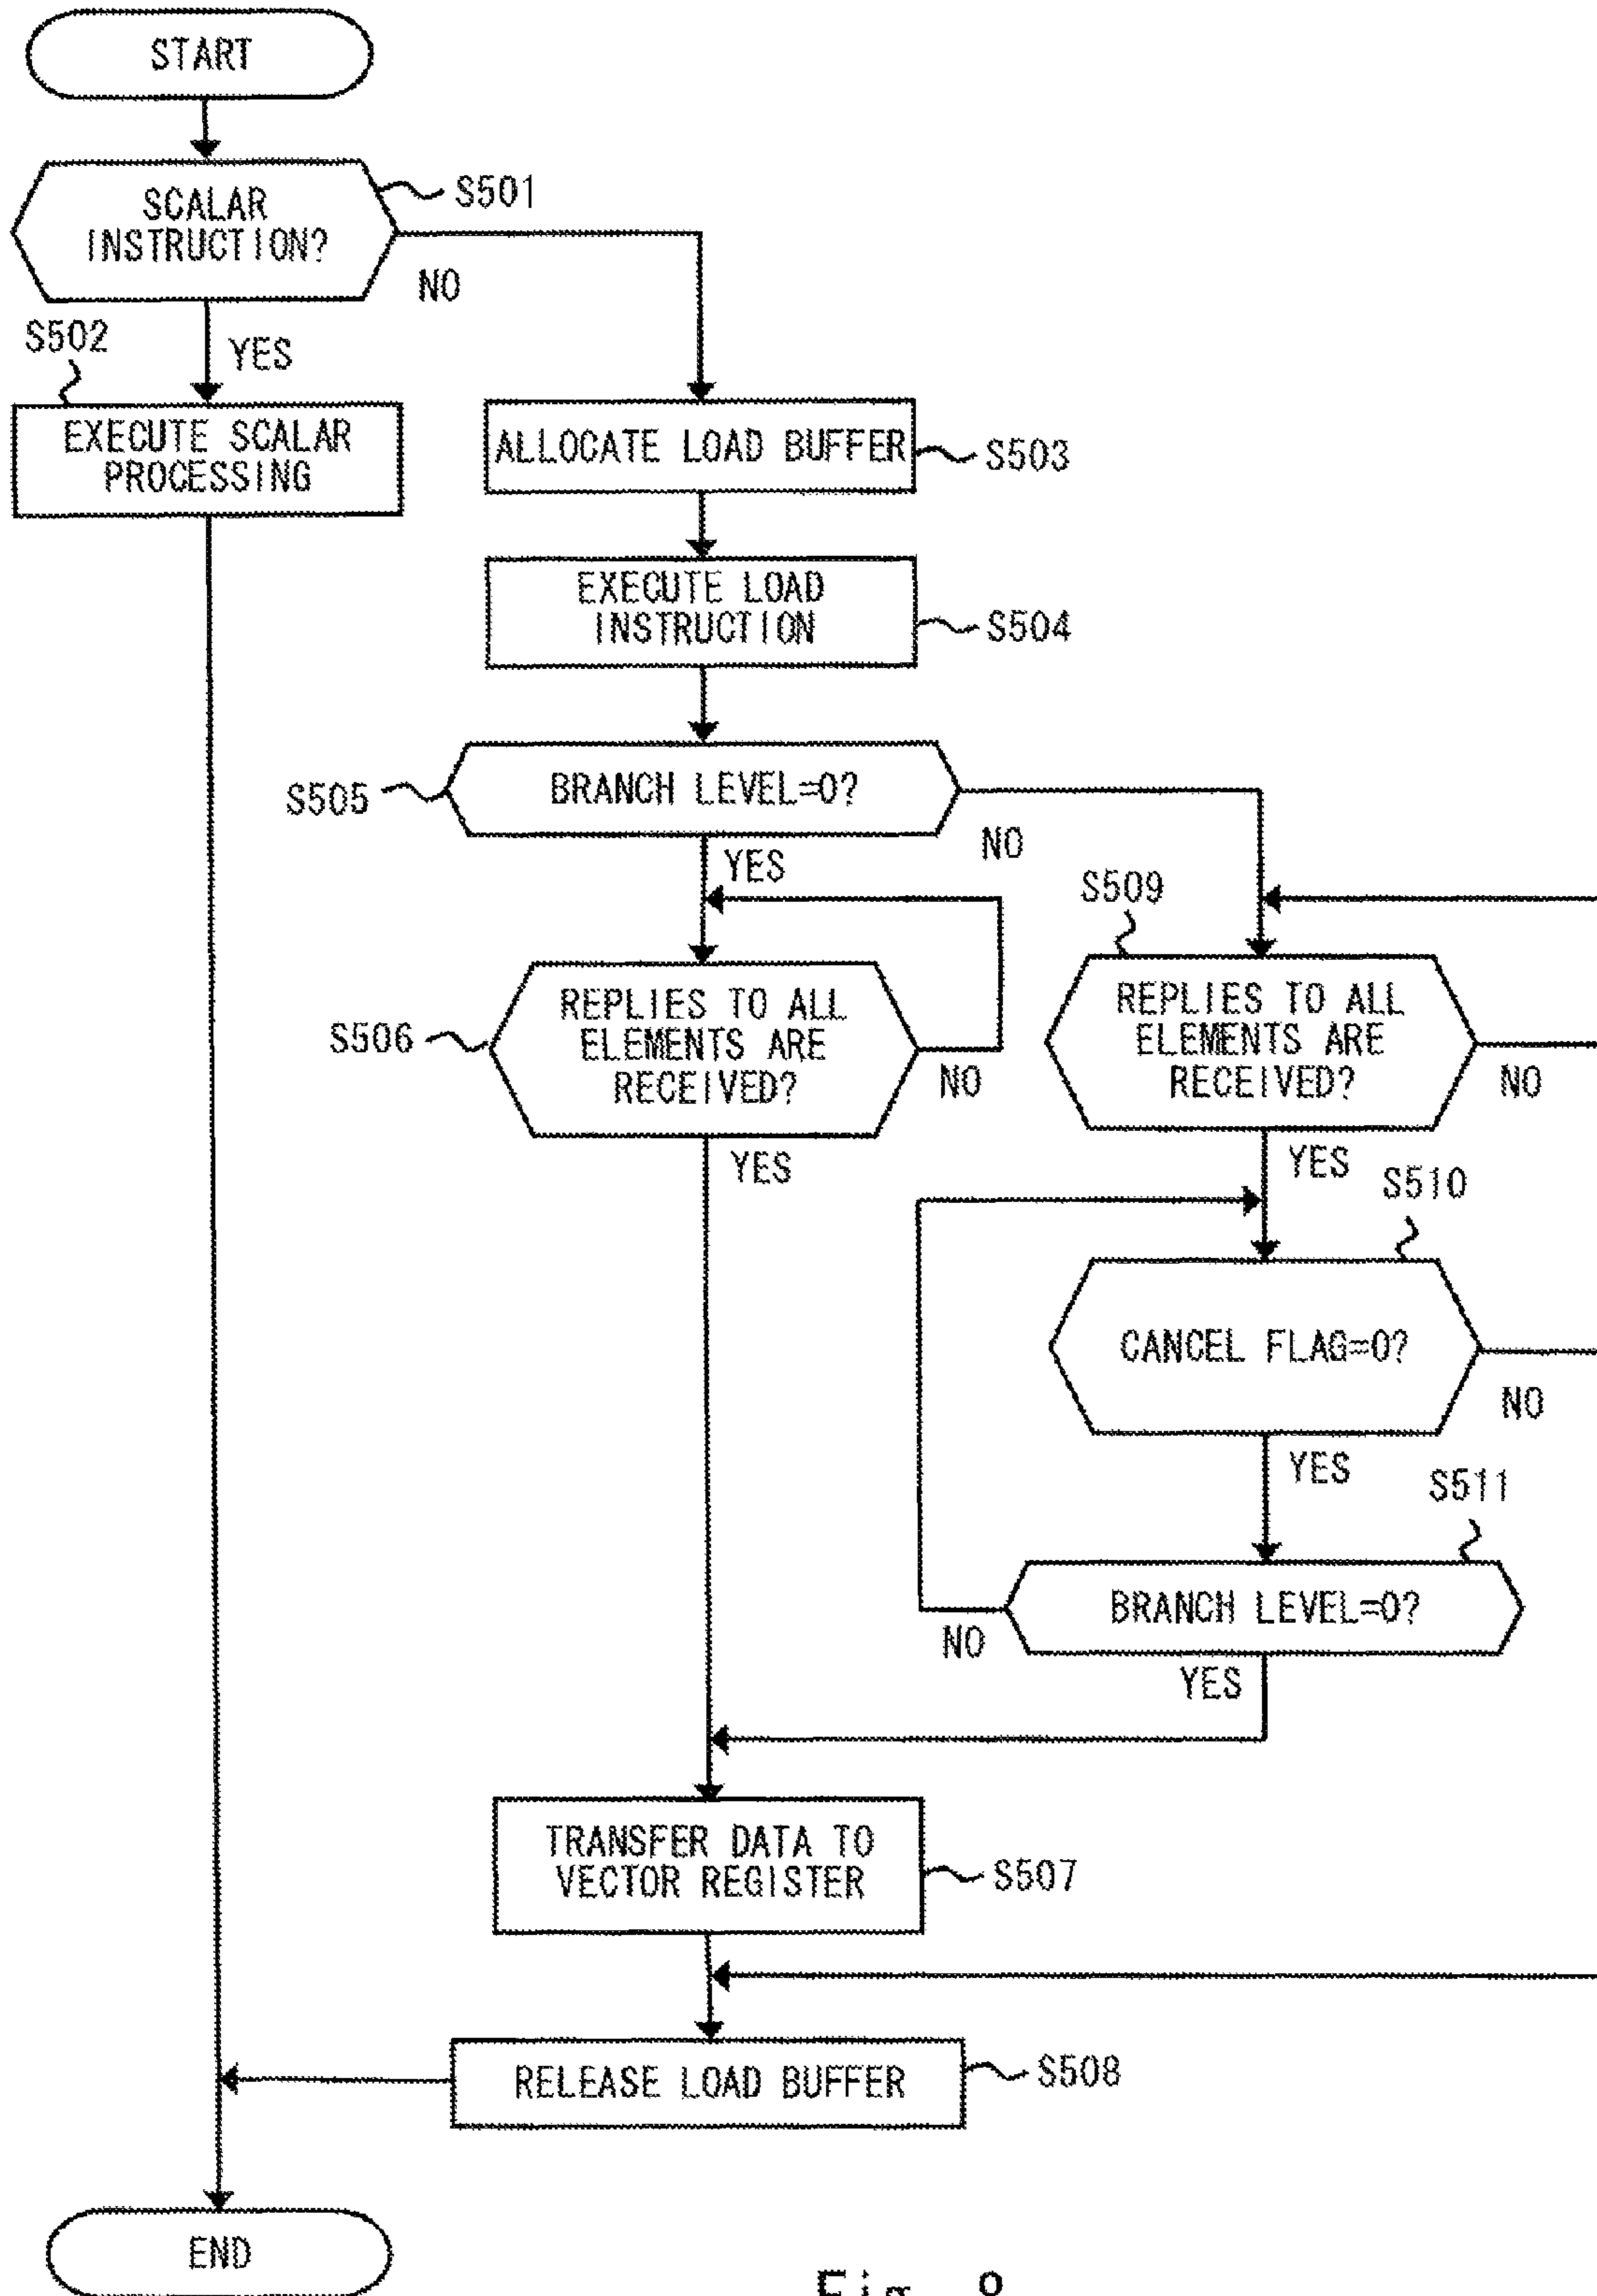 START
SCALAR
INSTRUCTION?
S501
NO
S502
YES
EXECUTE SCALAR
PROCESSING
ALLOCATE LOAD BUFFER
S503
EXECUTE LOAD
INSTRUCTION
S504
S505
BRANCH LEVEL=0?
NO
YES
S509
S506
REPLIES TO ALL
ELEMENTS ARE
RECEIVED?
NO
REPLIES TO ALL
ELEMENTS ARE
RECEIVED?
NO
YES
YES
S510
CANCEL FLAG=0?
NO
YES
S511
BRANCH LEVEL=0?
NO
YES
TRANSFER DATA TO
VECTOR REGISTER
S507
RELEASE LOAD BUFFER
S508
END